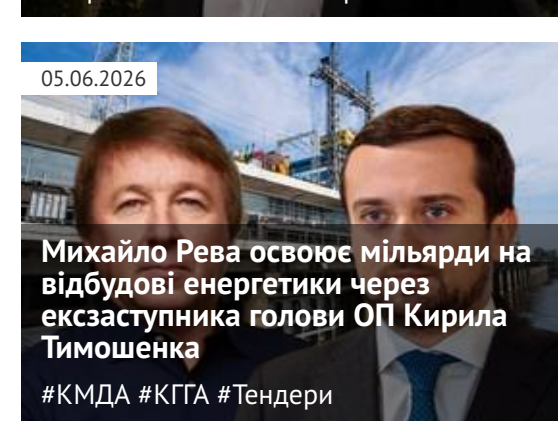 05.06.2026
Михайло Рева освоює мільярди на
відбудові енергетики через
ексзаступника голови ОП Кирила
Тимошенка
#КМДА #КГГА #Тендери